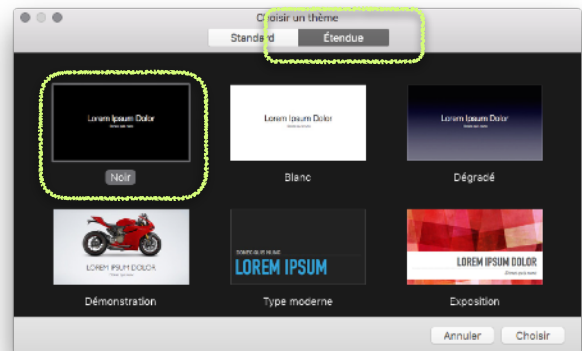 Choisir un thème
Standard Étendue
Lorem Ipsum Dolor
Lorem Ipsum Dolor
Lorem Ipsum Dolor
Noir
Blanc
Dégradé
LOREM IPSUM DOLOR
LOREM IPSUM
LOREM IPSUM DOLOR
Démonstration
Type moderne
Exposition
Annuler Choisir